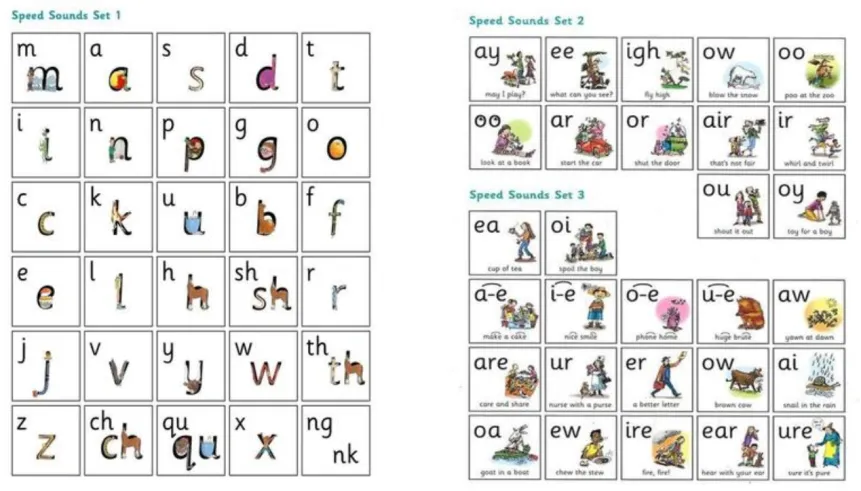 Speed Sounds Set 1
m a s d t
m a s d t
i n p g o
i n p g o
c k u b f
c k u b f
e l h sh r
e l h sh r
j v y w th
j v y w th
z ch qu x ng
z ch qu x nk
Speed Sounds Set 2
ay ee igh ow oo
may I play? what can you see? fly high blow the snow poo at the zoo
oo ar or air ir
look at a book start the car shut the door that's not fair whirl and twirl
ou oy
shout it out toy for a boy
Speed Sounds Set 3
ea oi
cup of tea spoil the boy
a-e i-e o-e u-e aw
make a cake nice smile phone home huge brute yawn at dawn
are ur er ow ai
care and share nurse with a purse a better letter brown cow snail in the rain
oa ew ire ear ure
goat in a boat chew the stew fire, fire! hear with your ear sure it's pure